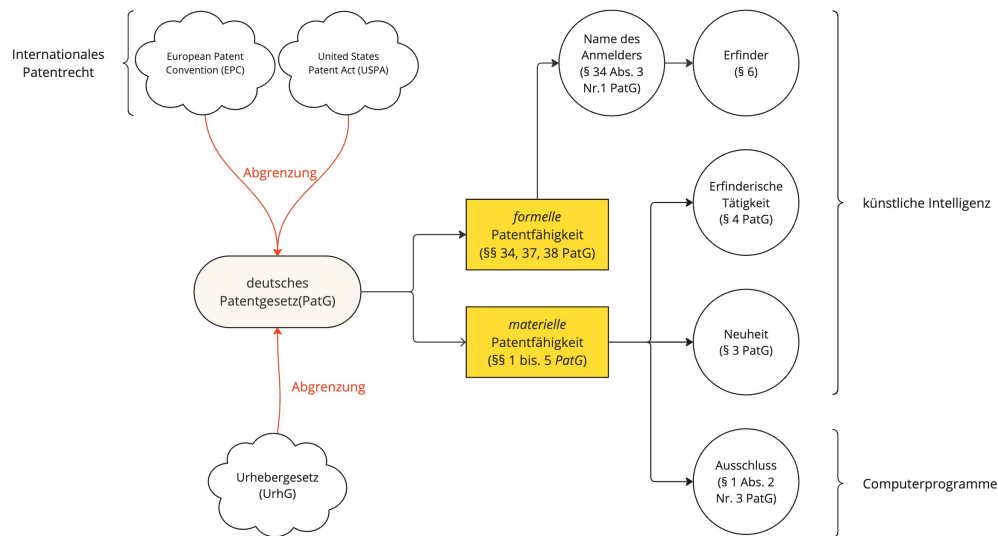 Internationales
Patentrecht
European Patent
Convention (EPC)
United States
Patent Act (USPA)
Name des
Anmelders
(§ 34 Abs. 3
Nr.1 PatG)
Erfinder
(§ 6)
Abgrenzung
formelle
Patentfähigkeit
(§§ 34, 37, 38 PatG)
Erfinderische
Tätigkeit
(§ 4 PatG)
künstliche Intelligenz
deutsches
Patentgesetz(PatG)
materielle
Patentfähigkeit
(§§ 1 bis. 5 PatG)
Neuheit
(§ 3 PatG)
Abgrenzung
Urhebergesetz
(UrhG)
Ausschluss
(§ 1 Abs. 2
Nr. 3 PatG)
Computerprogramme